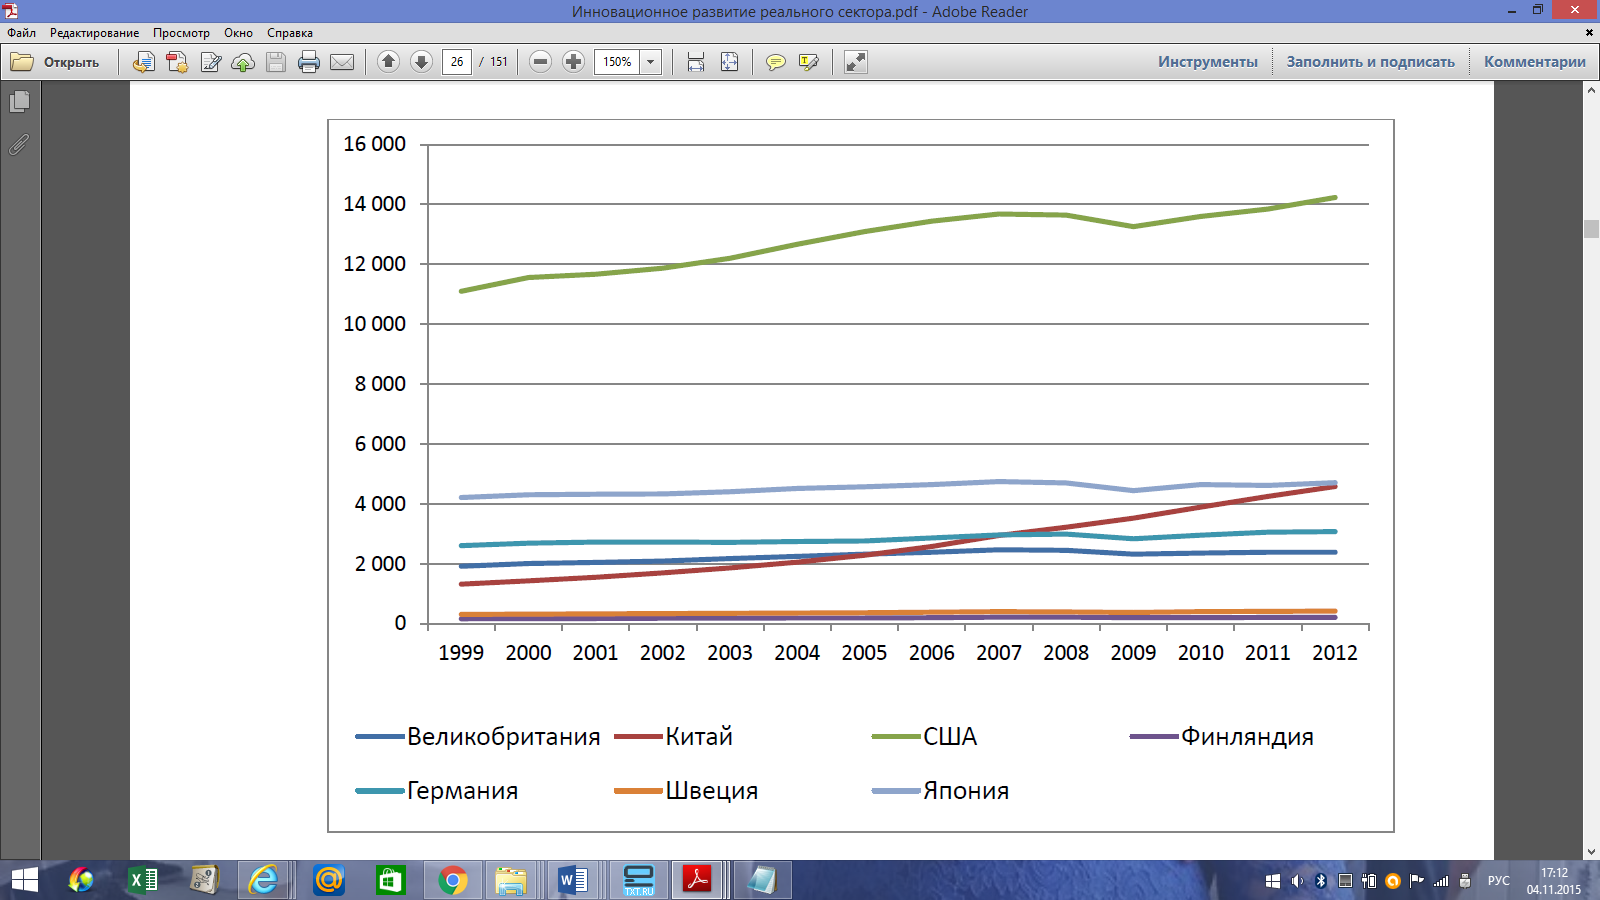 Инновационное развитие реального сектора.pdf - Adobe Reader
Файл Редактирование Просмотр Окно Справка
Открыть 26 / 151 150% Инструменты Заполнить и подписать Комментарии
16 000
14 000
12 000
10 000
8 000
6 000
4 000
2 000
0
1999 2000 2001 2002 2003 2004 2005 2006 2007 2008 2009 2010 2011 2012
Великобритания Китай США Финляндия
Германия Швеция Япония
TXT.RU
РУС
17:12
04.11.2015